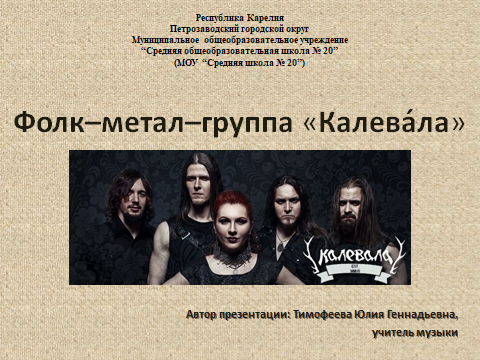 Республика Карелия
Петрозаводский городской округ
Муниципальное общеобразовательное учреждение
“Средняя общеобразовательная школа № 20”
(МОУ “Средняя школа № 20”)
Фолк–метал–группа «Калева́ла»
калевала
Автор презентации: Тимофеева Юлия Геннадьевна,
учитель музыки